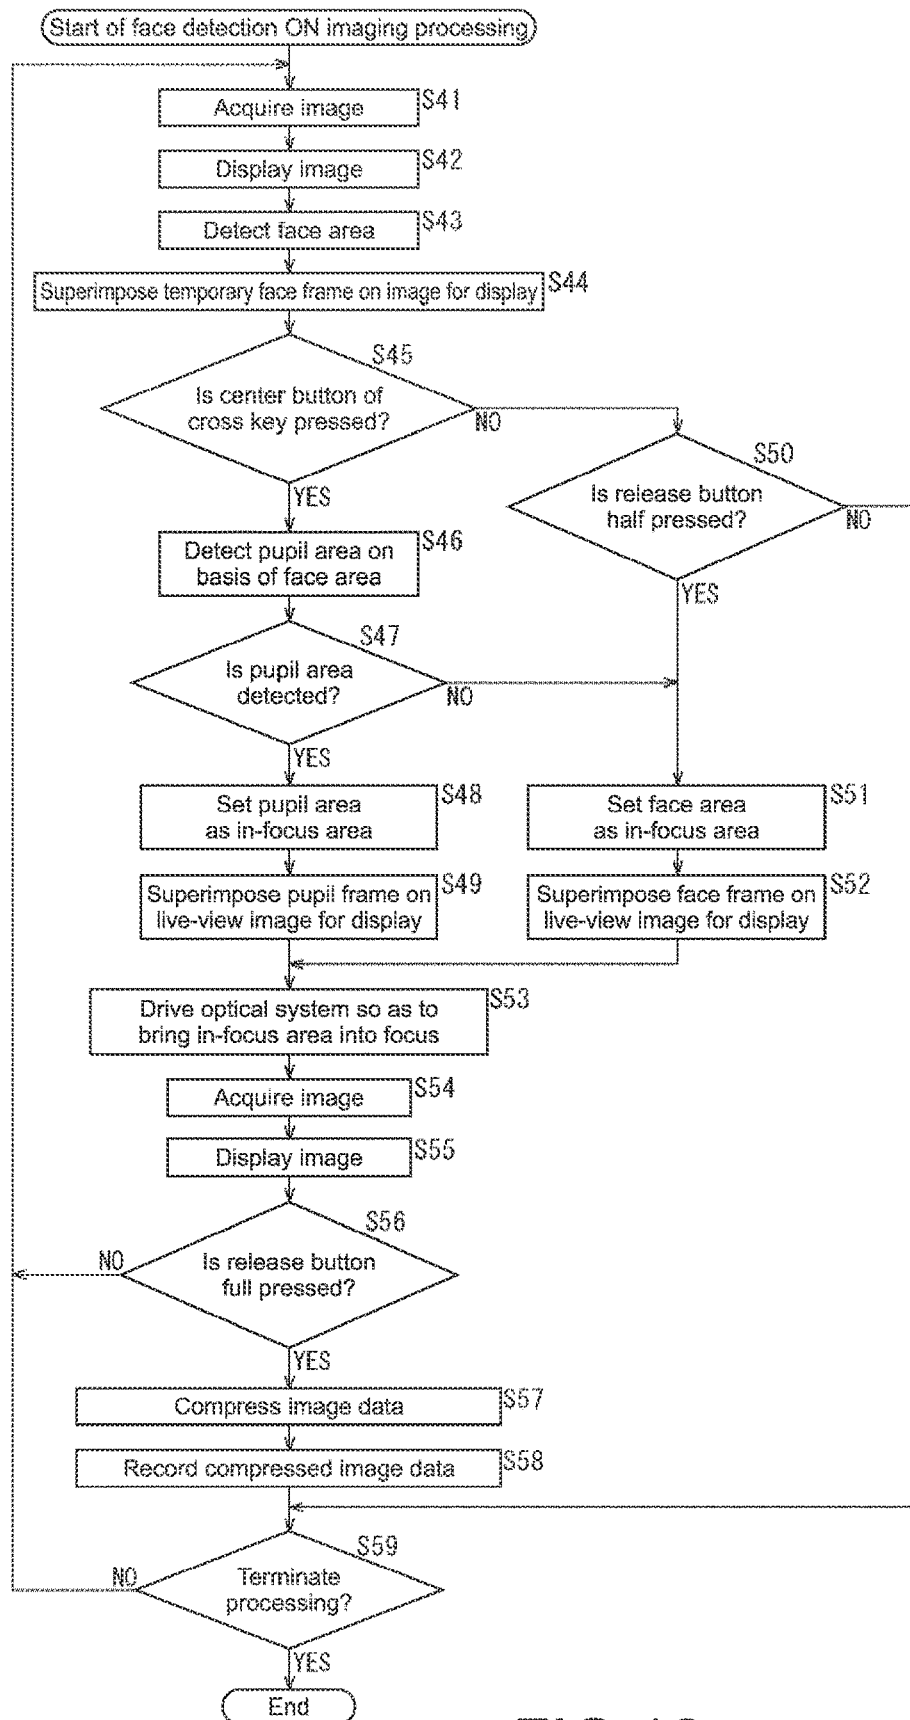 Start of face detection ON imaging processing
Acquire image
S41
Display image
S42
Detect face area
S43
Superimpose temporary face frame on image for display
S44
S45
Is center button of
cross key pressed?
NO
YES
S50
Is release button
half pressed?
NO
YES
Detect pupil area on
basis of face area
S46
S47
Is pupil area
detected?
NO
YES
Set pupil area
as in-focus area
S48
Set face area
as in-focus area
S51
Superimpose pupil frame on
live-view image for display
S49
Superimpose face frame on
live-view image for display
S52
Drive optical system so as to
bring in-focus area into focus
S53
Acquire image
S54
Display image
S55
S56
Is release button
full pressed?
NO
YES
Compress image data
S57
Record compressed image data
S58
S59
Terminate
processing?
NO
YES
End